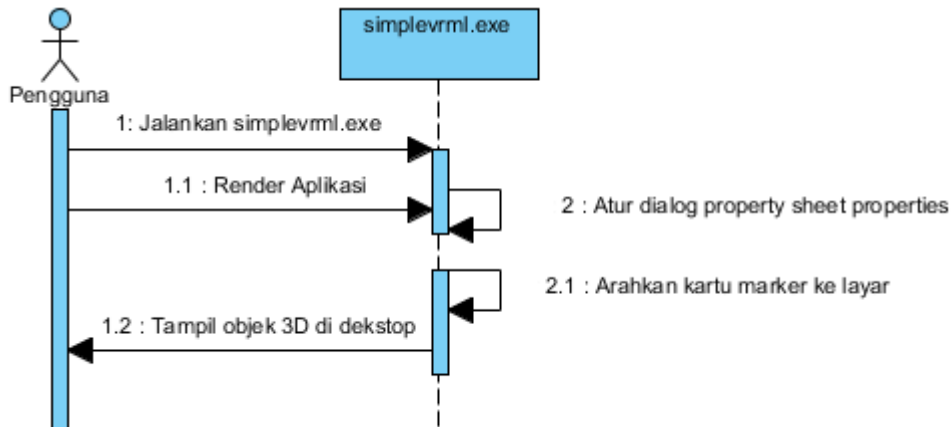 simplevrml.exe
Pengguna
1: Jalankan simplevrml.exe
1.1 : Render Aplikasi
2 : Atur dialog property sheet properties
2.1 : Arahkan kartu marker ke layar
1.2 : Tampil objek 3D di dekstop